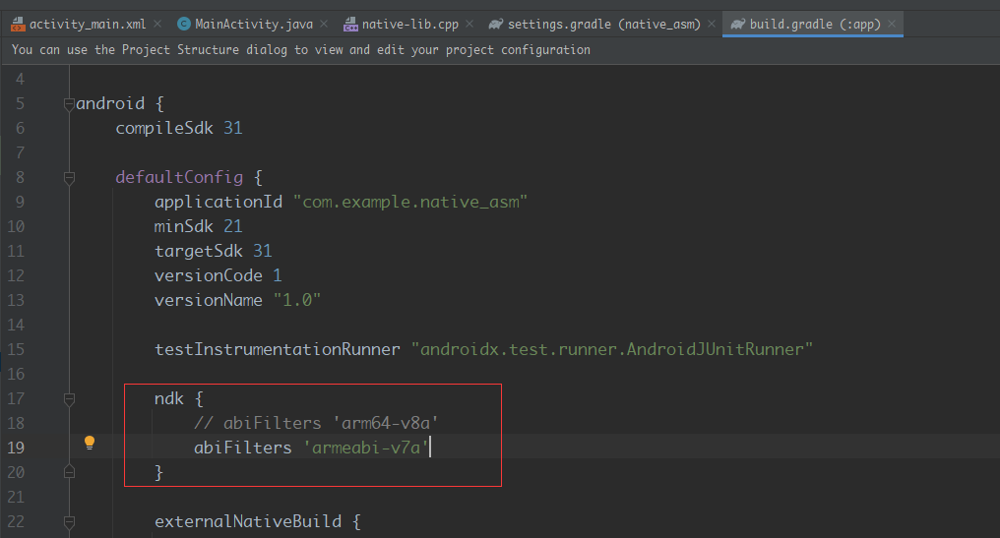 activity_main.xml MainActivity.java native-lib.cpp settings.gradle (native_asm) build.gradle (:app)
You can use the Project Structure dialog to view and edit your project configuration
4
5 android {
6 compileSdk 31
7
8 defaultConfig {
9 applicationId "com.example.native_asm"
10 minSdk 21
11 targetSdk 31
12 versionCode 1
13 versionName "1.0"
14
15 testInstrumentationRunner "androidx.test.runner.AndroidJUnitRunner"
16
17 ndk {
18 // abiFilters 'arm64-v8a'
19 abiFilters 'armeabi-v7a'
20 }
21
22 externalNativeBuild {